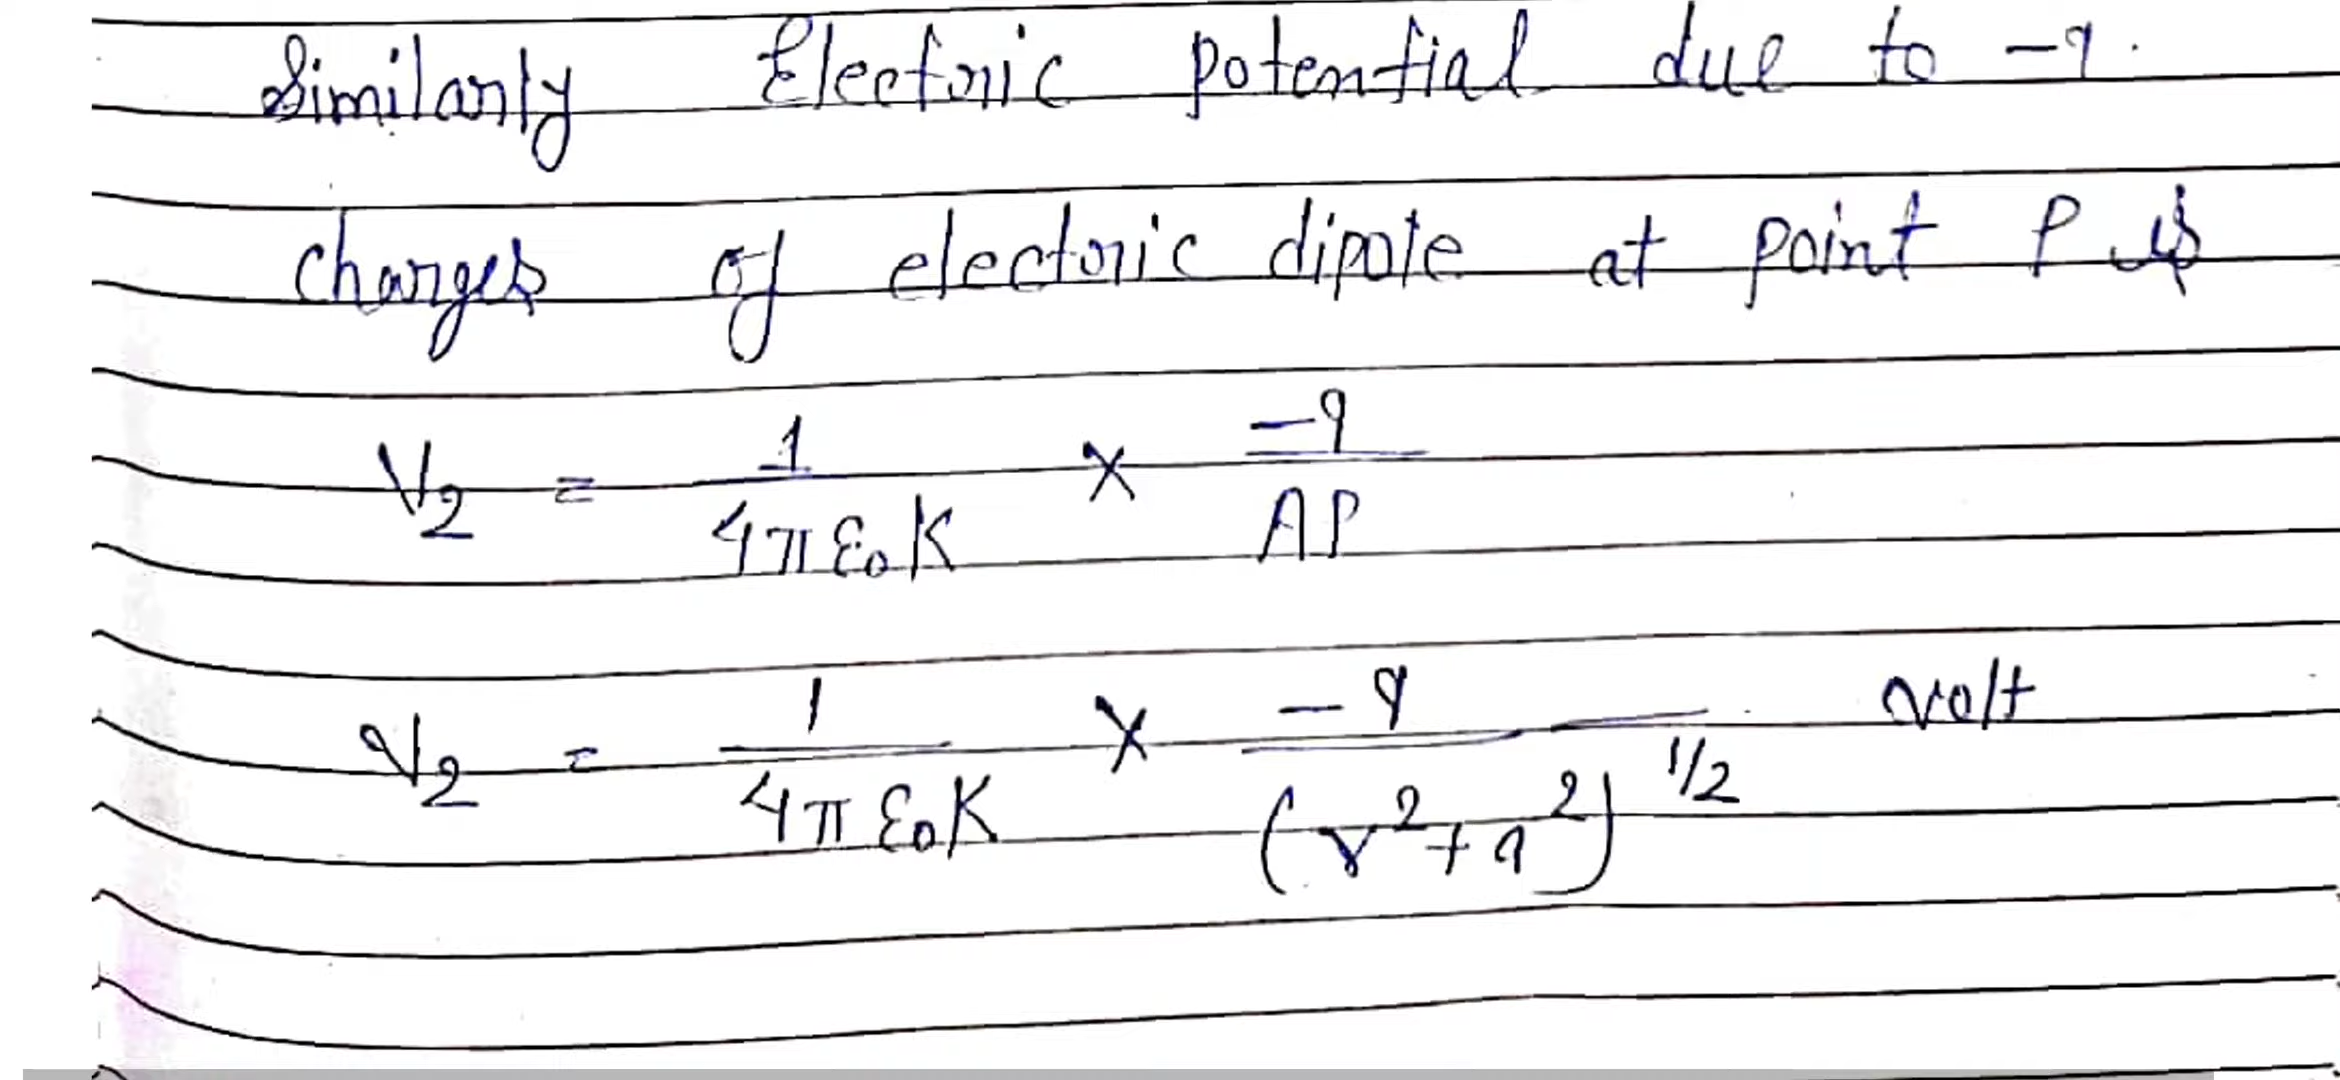 Similarly Electric potential due to -q
charges of electric dipole at point P is
V₂ = 1/4πε₀K × -q/AP
V₂ = 1/4πε₀K × -q/(r²+a²)^1/2 volt